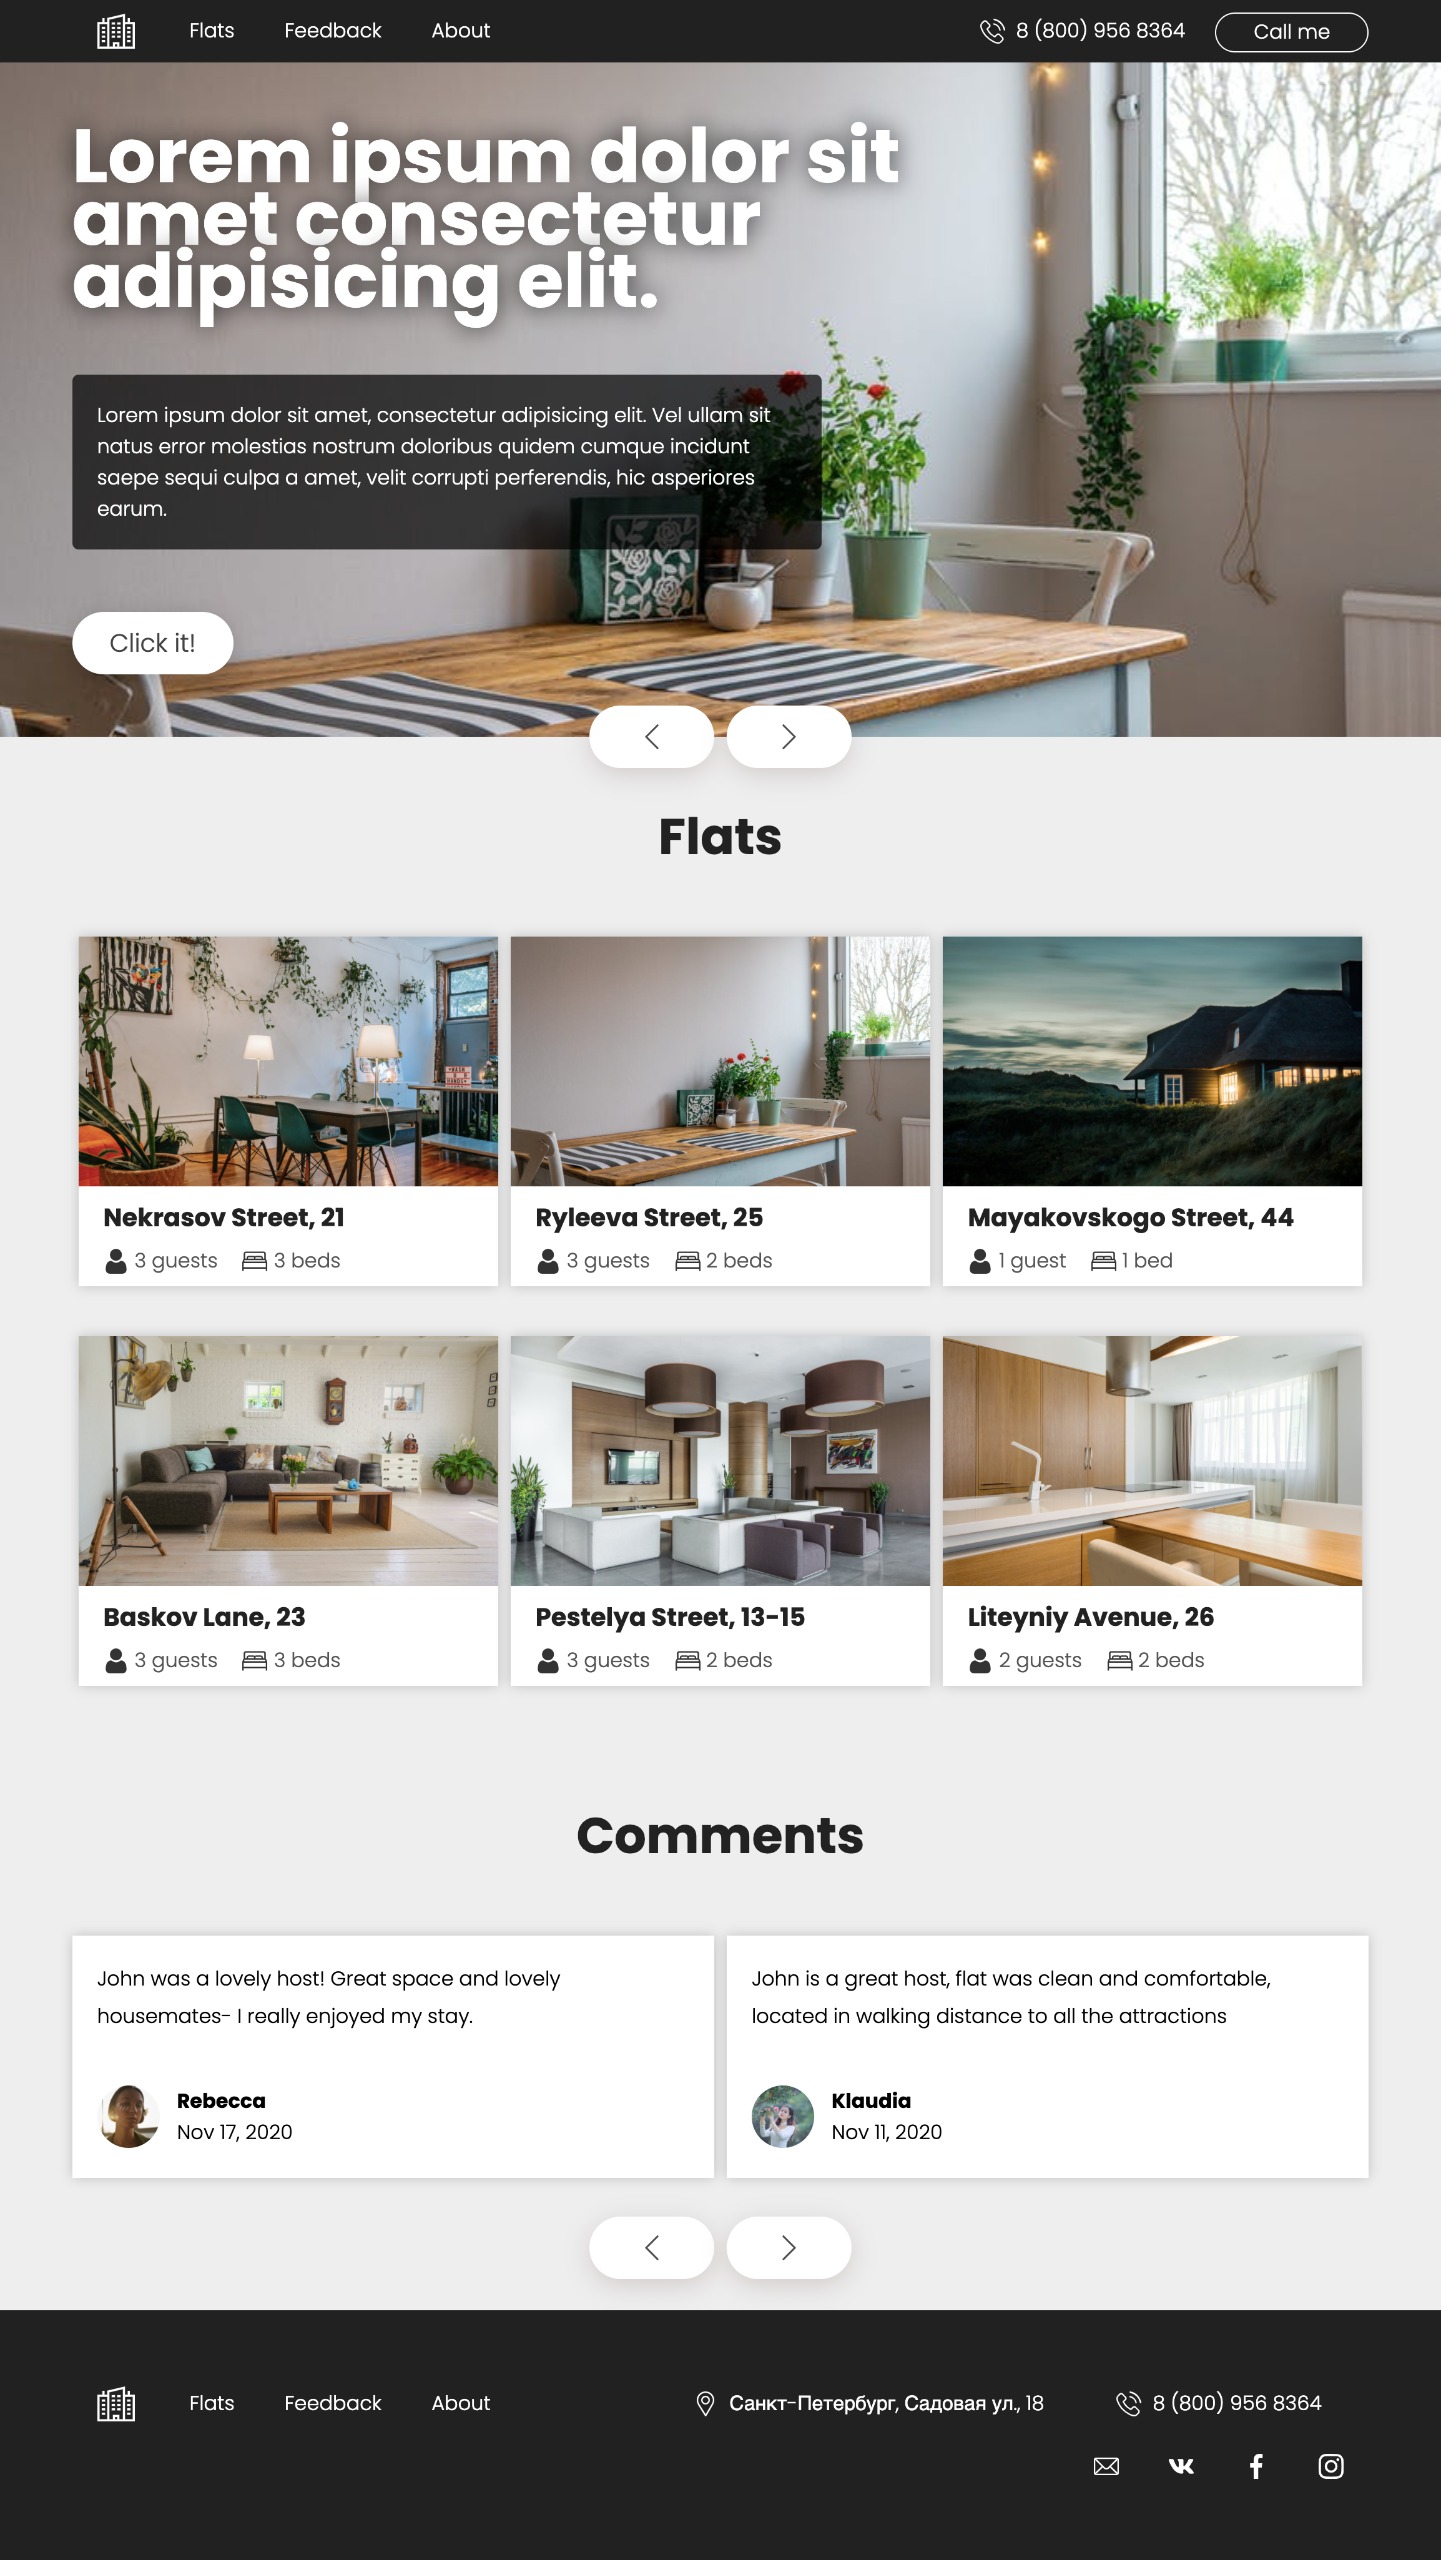 Flats Feedback About 8 (800) 956 8364 Call me
Lorem ipsum dolor sit
amet consectetur
adipisicing elit.
Lorem ipsum dolor sit amet, consectetur adipisicing elit. Vel ullam sit
natus error molestias nostrum doloribus quidem cumque incidunt
saepe sequi culpa a amet, velit corrupti perferendis, hic asperiores
earum.
Click it!
Flats
Nekrasov Street, 21
3 guests 3 beds
Ryleeva Street, 25
3 guests 2 beds
Mayakovskogo Street, 44
1 guest 1 bed
Baskov Lane, 23
3 guests 3 beds
Pestelya Street, 13-15
3 guests 2 beds
Liteyniy Avenue, 26
2 guests 2 beds
Comments
John was a lovely host! Great space and lovely
housemates- I really enjoyed my stay.
Rebecca
Nov 17, 2020
John is a great host, flat was clean and comfortable,
located in walking distance to all the attractions
Klaudia
Nov 11, 2020
Flats Feedback About Санкт-Петербург, Садовая ул., 18 8 (800) 956 8364